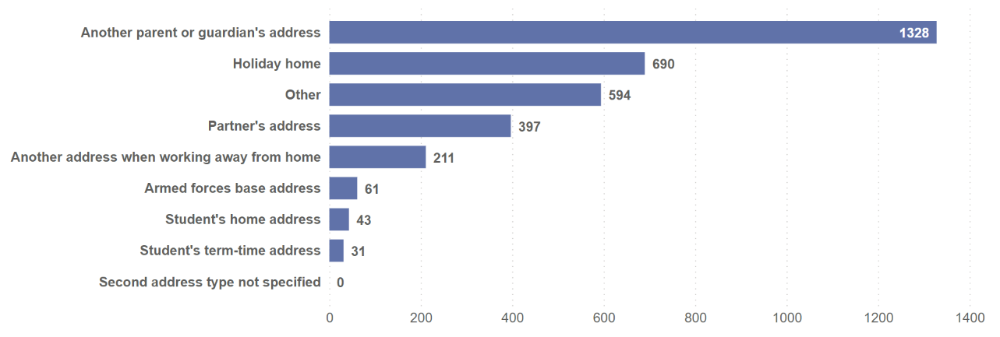 Another parent or guardian's address 1328
Holiday home 690
Other 594
Partner's address 397
Another address when working away from home 211
Armed forces base address 61
Student's home address 43
Student's term-time address 31
Second address type not specified 0
0 200 400 600 800 1000 1200 1400